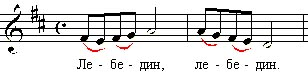 Ле - бе - дин, ле - бе - дин.